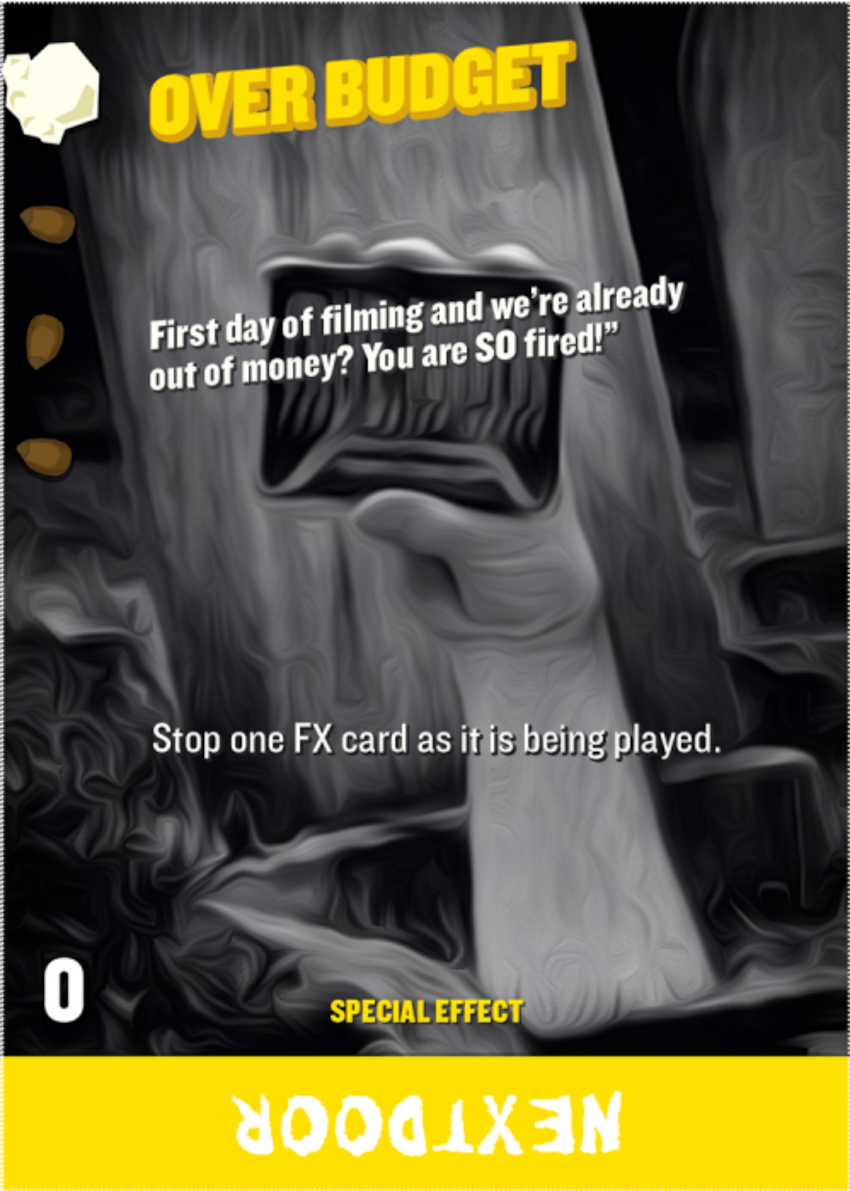 OVER BUDGET
First day of filming and we're already
out of money? You are SO fired!”
Stop one FX card as it is being played.
0
SPECIAL EFFECT
NEXTDOOR